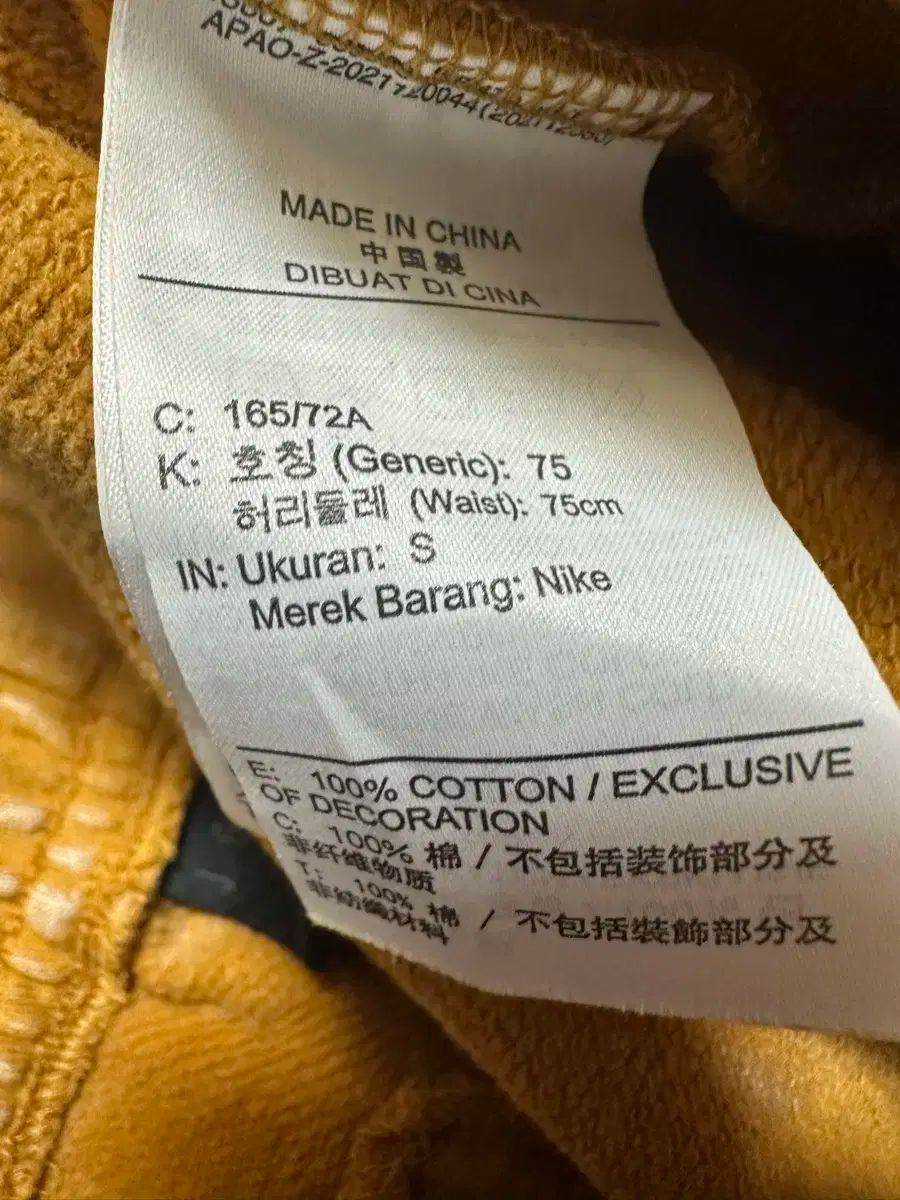 APAO-Z-2021
MADE IN CHINA
中国製
DIBUAT DI CINA
C: 165/72A
K: 호칭 (Generic): 75
허리둘레 (Waist): 75cm
IN: Ukuran: S
Merek Barang: Nike
E: 100% COTTON / EXCLUSIVE
OF DECORATION
C: 100% 棉 / 不包括装饰部分及
非纤维物质
T: 100% 棉 / 不包括裝飾部分及
非紡織材料